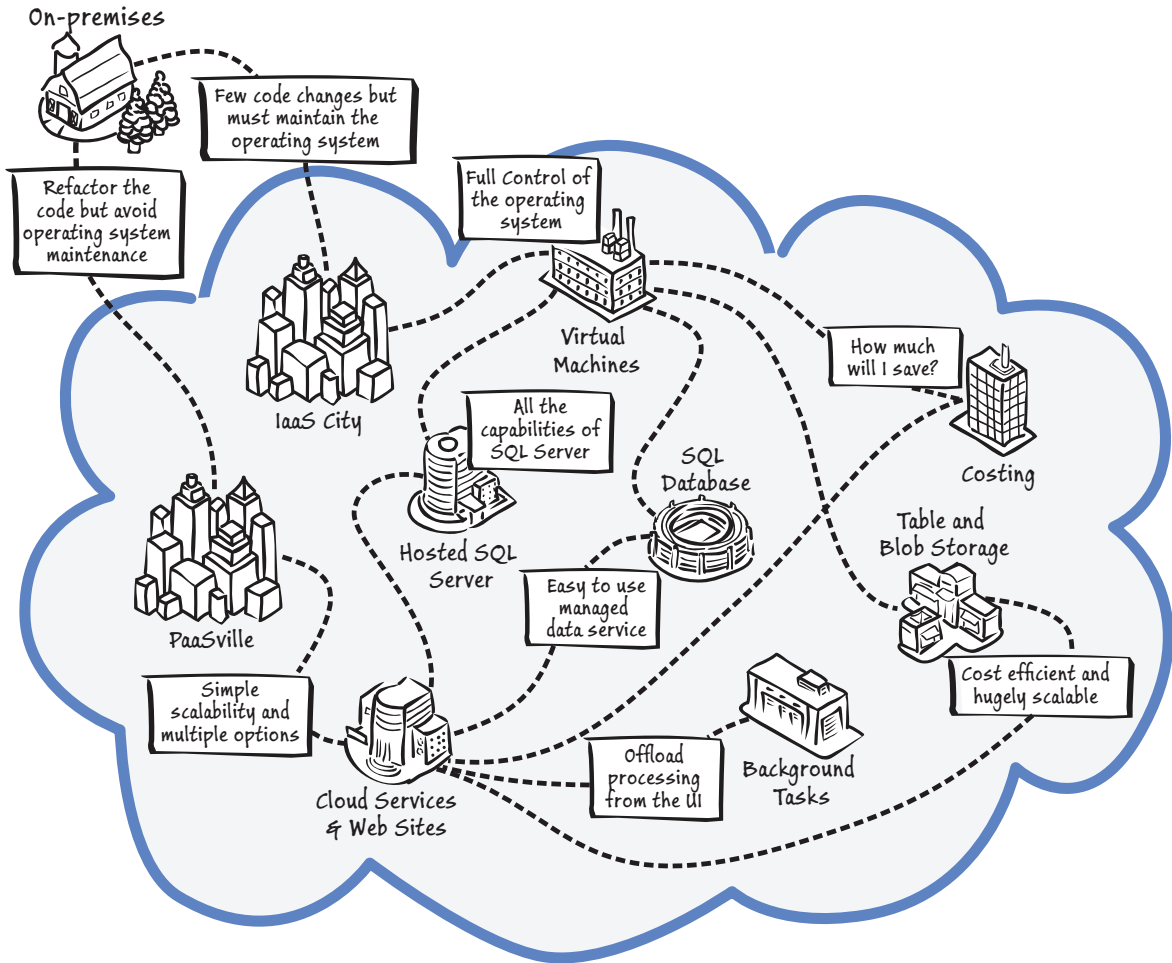 On-premises
Few code changes but
must maintain the
operating system
Refactor the
code but avoid
operating system
maintenance
Full Control of
the operating
system
Virtual
Machines
How much
will I save?
IaaS City
All the
capabilities of
SQL Server
SQL
Database
Costing
Hosted SQL
Server
Table and
Blob Storage
Easy to use
managed
data service
PaaSville
Simple
scalability and
multiple options
Cost efficient and
hugely scalable
Offload
processing
from the UI
Background
Tasks
Cloud Services
& Web Sites